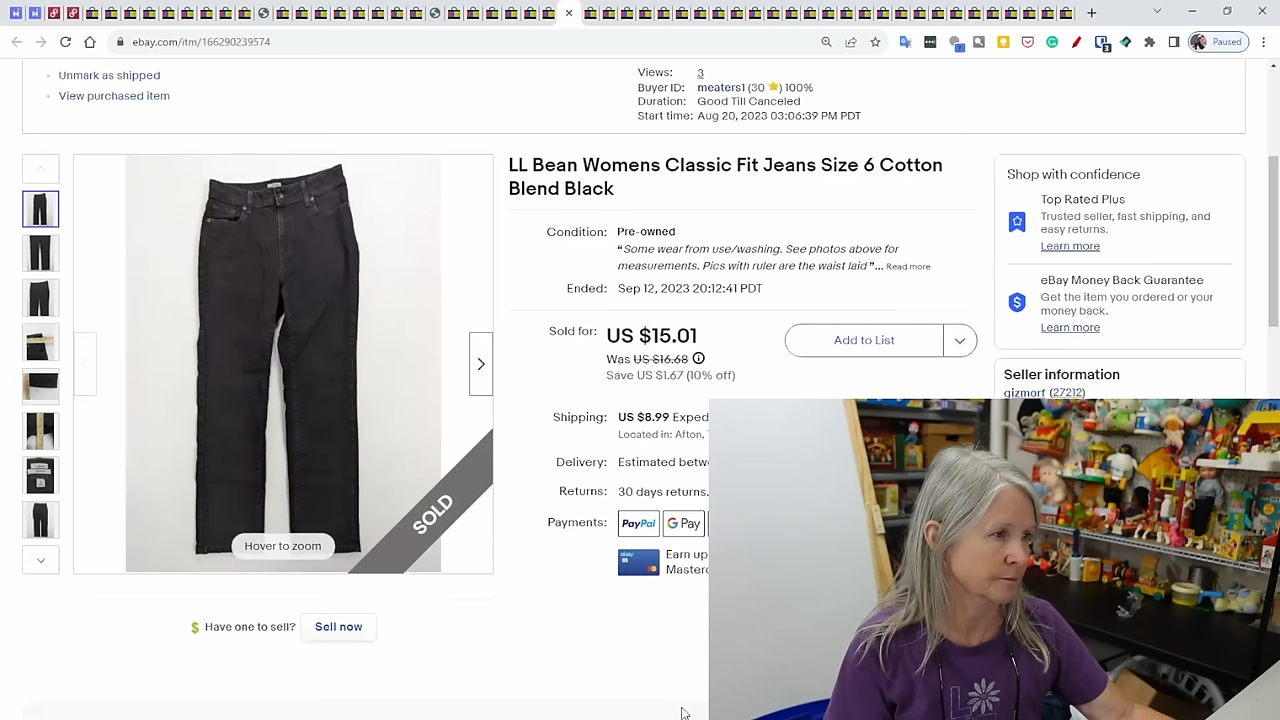 ebay.com/itm/166290239574
Paused
Unmark as shipped
View purchased item
Views: 3
Buyer ID: meaters1 (30 ) 100%
Duration: Good Till Canceled
Start time: Aug 20, 2023 03:06:39 PM PDT
LL Bean Womens Classic Fit Jeans Size 6 Cotton
Blend Black
Condition: Pre-owned
“Some wear from use/washing. See photos above for
measurements. Pics with ruler are the waist laid”... Read more
Ended: Sep 12, 2023 20:12:41 PDT
Sold for: US $15.01
Was US $16.68
Save US $1.67 (10% off)
Add to List
Shipping: US $8.99 Exped
Located in: Afton,
Delivery: Estimated betw
Returns: 30 days returns.
Payments: PayPal G Pay
ebay
Earn up
Masterc
Shop with confidence
Top Rated Plus
Trusted seller, fast shipping, and
easy returns.
Learn more
eBay Money Back Guarantee
Get the item you ordered or your
money back.
Learn more
Seller information
gizmorf (27212)
SOLD
Hover to zoom
Have one to sell? Sell now